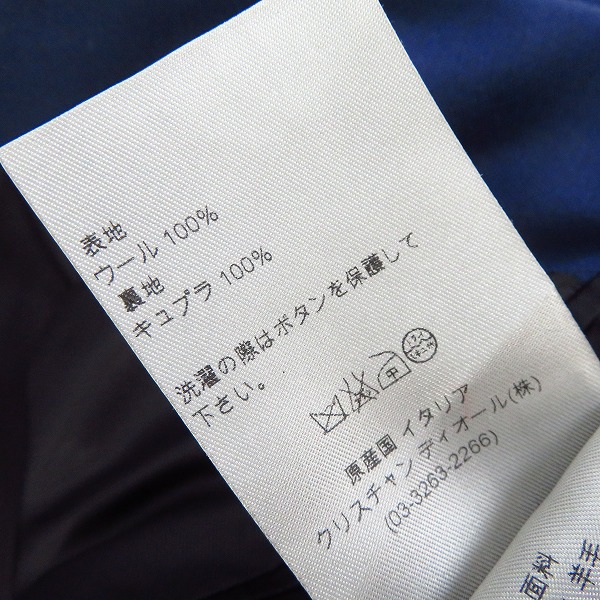 表地
ウール 100%
裏地
キュプラ 100%
洗濯の際はボタンを保護して
下さい。
原産国 イタリア
クリスチャン ディオール(株)
(03-3263-2266)
面料